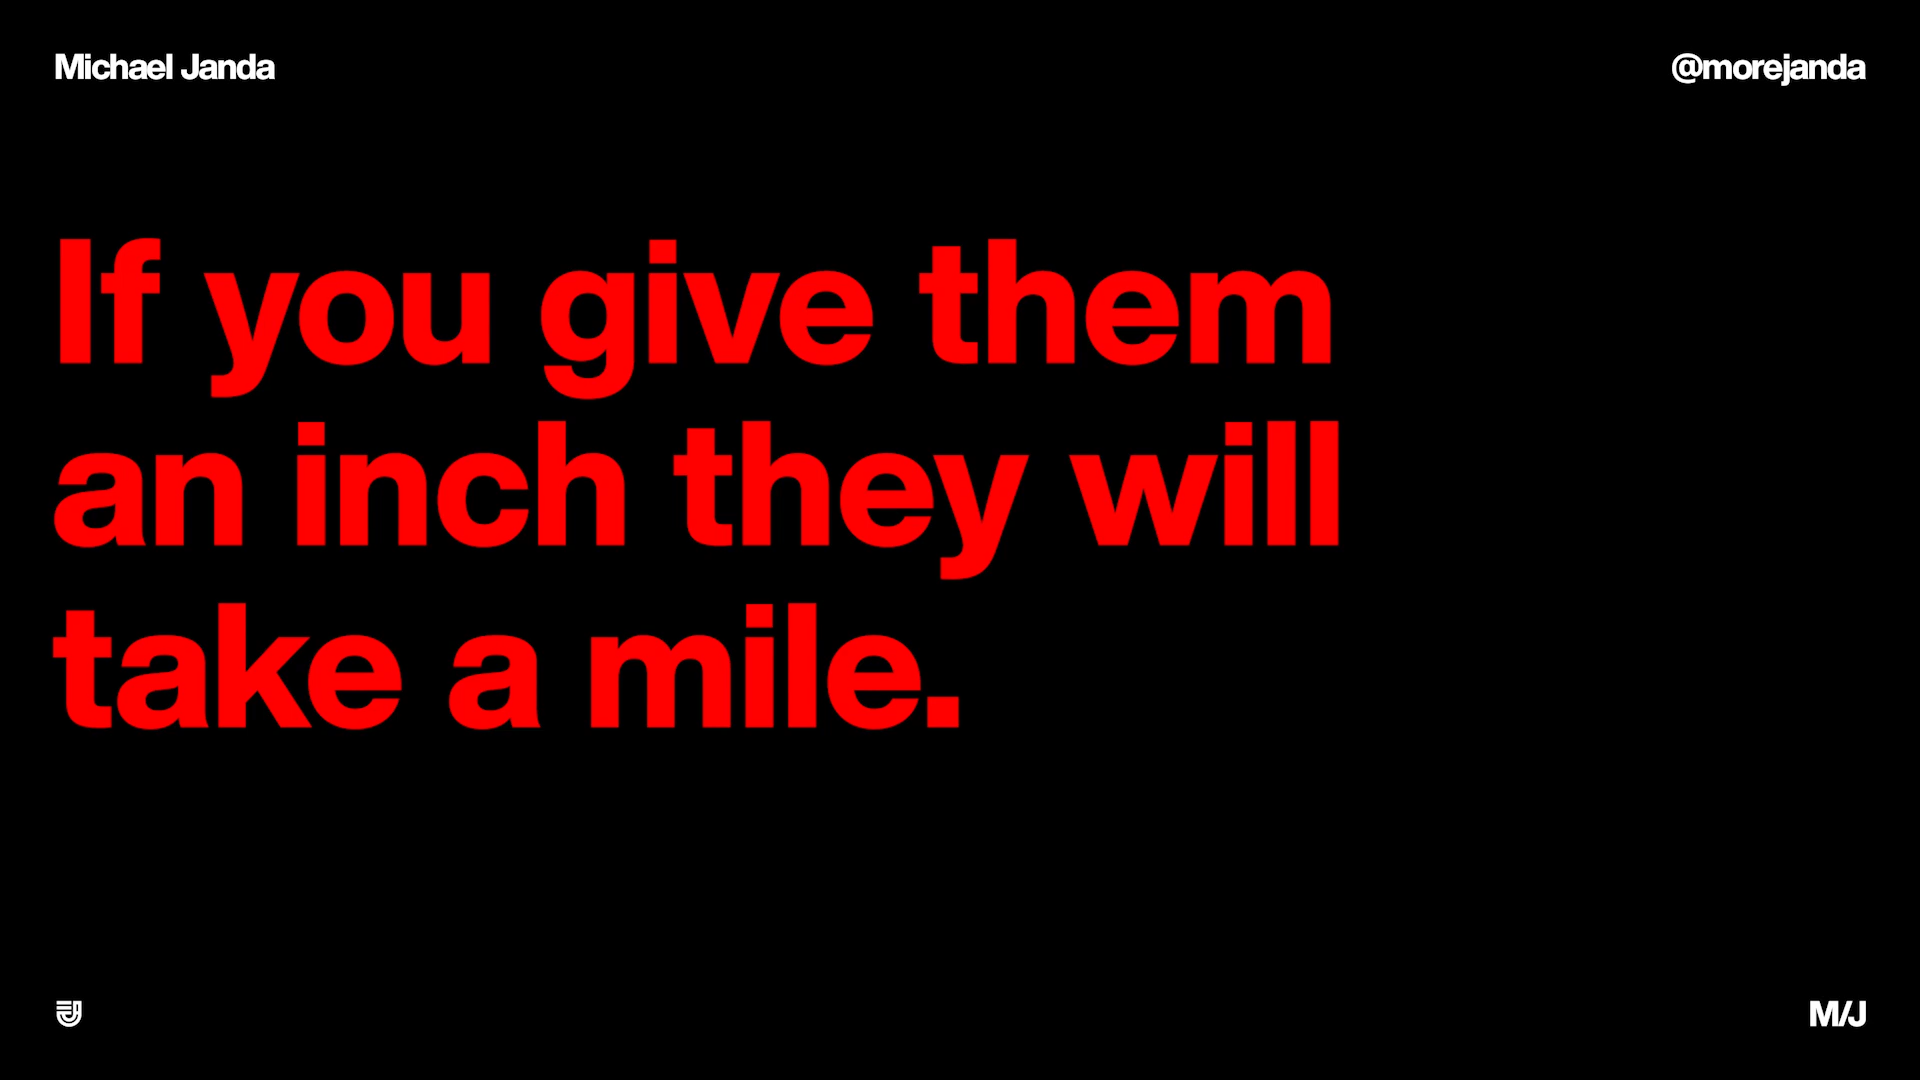 Michael Janda
@morejanda
If you give them
an inch they will
take a mile.
M/J